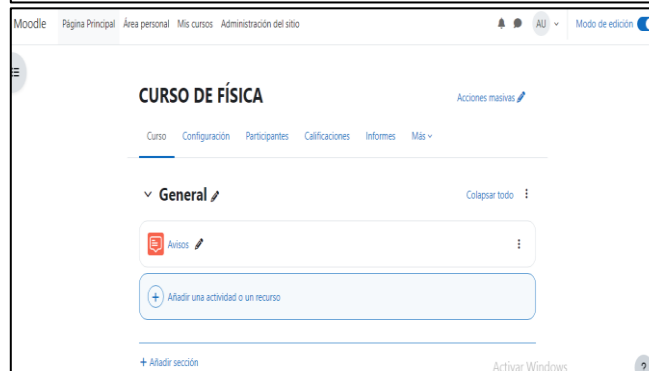 Moodle Página Principal Área personal Mis cursos Administración del sitio AU Modo de edición
CURSO DE FÍSICA Acciones masivas
Curso Configuración Participantes Calificaciones Informes Más
General Colapsar todo
Avisos
Añadir una actividad o un recurso
+ Añadir sección Activar Windows ?